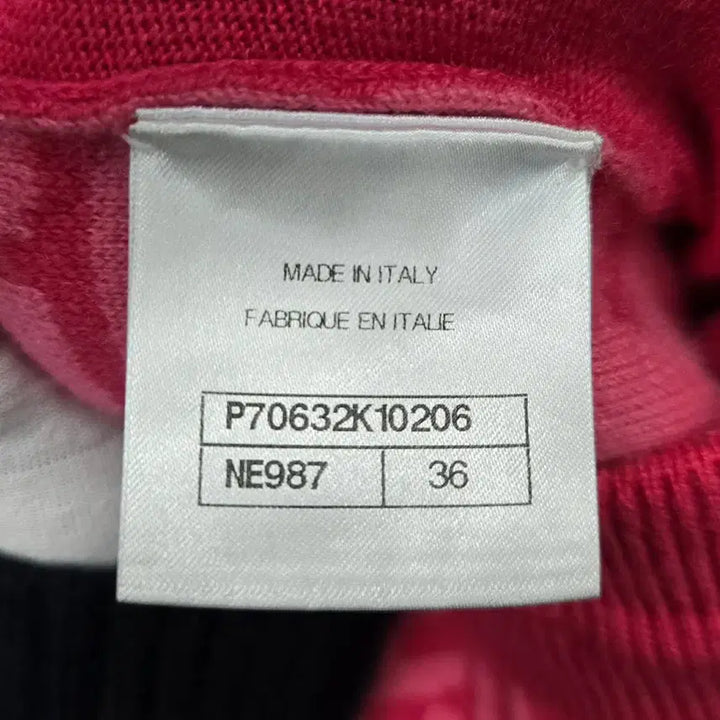 MADE IN ITALY
FABRIQUE EN ITALIE
P70632K10206
NE987 36